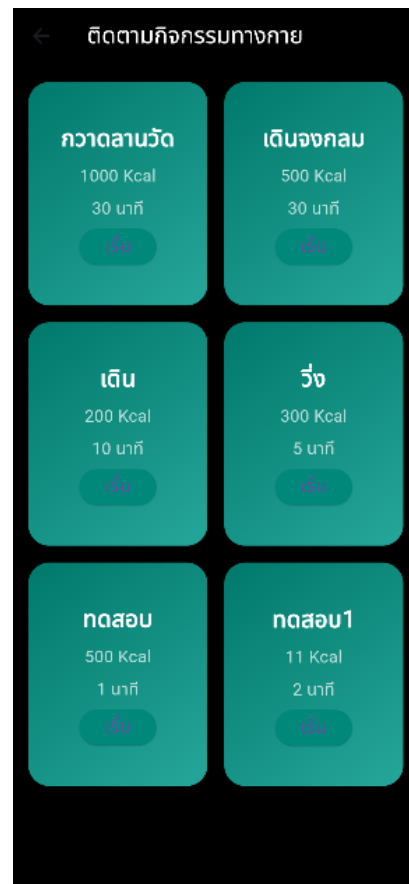 ติดตามกิจกรรมทางกาย
กวาดลานวัด
1000 Kcal
30 นาที
เริ่ม
เดินจงกลม
500 Kcal
30 นาที
เริ่ม
เดิน
200 Kcal
10 นาที
เริ่ม
วิ่ง
300 Kcal
5 นาที
เริ่ม
ทดสอบ
500 Kcal
1 นาที
เริ่ม
ทดสอบ1
11 Kcal
2 นาที
เริ่ม